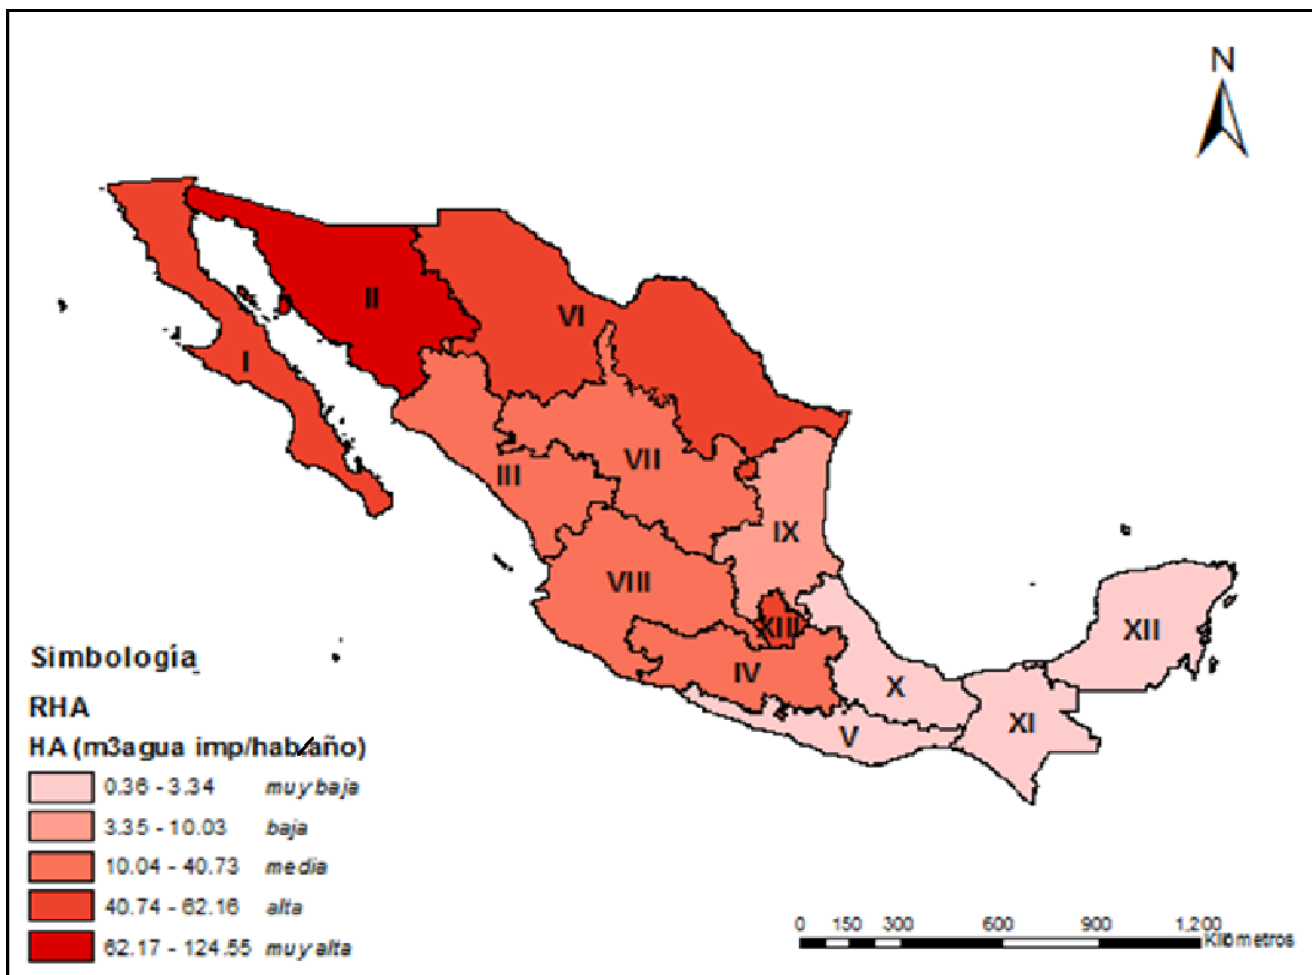 N
II
VI
I
VII
III
IX
VIII
XIII
XII
IV
X
XI
V
Simbología
RHA
HA (m3agua imp/hab/año)
0.36 - 3.34 muy baja
3.35 - 10.03 baja
10.04 - 40.73 media
40.74 - 62.16 alta
62.17 - 124.55 muy alta
0 150 300 600 900 1,200
Kilómetros